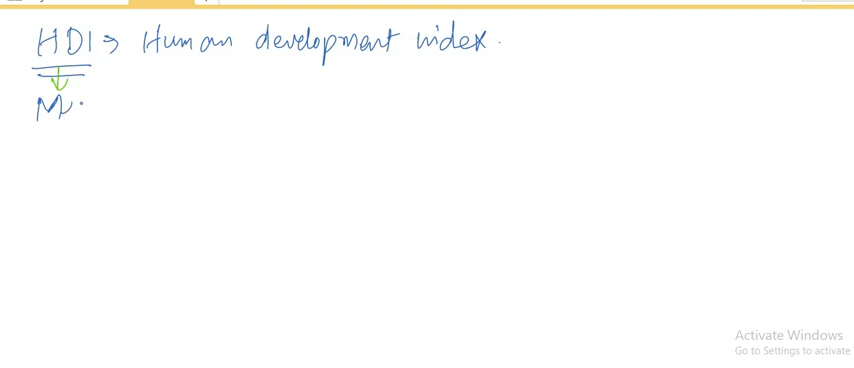 HDI → Human development index.
Activate Windows
Go to Settings to activate